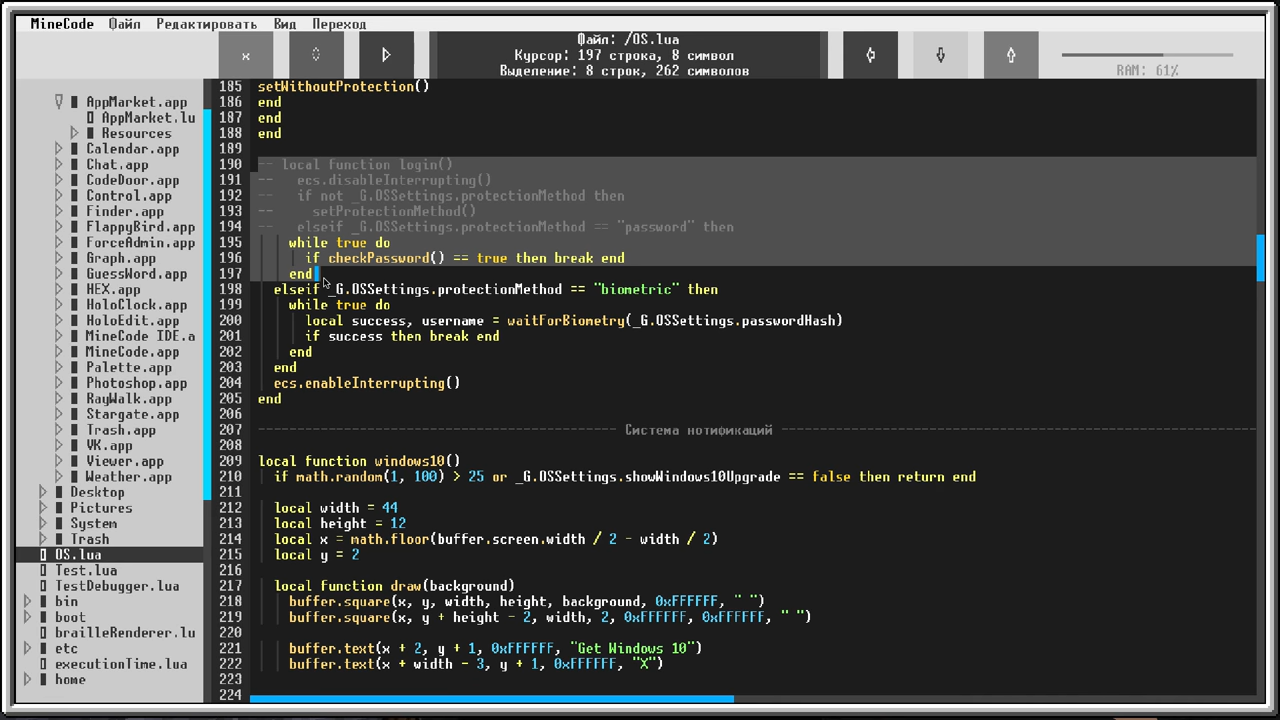 MineCode Файл Редактировать Вид Переход
Файл: /OS.lua
Курсор: 197 строка, 8 символ
Выделение: 8 строк, 262 символов
RAM: 61%
AppMarket.app
AppMarket.lu
Resources
Calendar.app
Chat.app
CodeDoor.app
Control.app
Finder.app
FlappyBird.app
ForceAdmin.app
Graph.app
GuessWord.app
HEX.app
HoloClock.app
HoloEdit.app
MineCode IDE.a
MineCode.app
Palette.app
Photoshop.app
RayWalk.app
Stargate.app
Trash.app
VK.app
Viewer.app
Weather.app
Desktop
Pictures
System
Trash
OS.lua
Test.lua
TestDebugger.lua
bin
boot
brailleRenderer.lu
etc
executionTime.lua
home
185 setWithoutProtection()
186 end
187 end
188 end
189
190 -- local function login()
191 --   ecs.disableInterrupting()
192 --   if not _G.OSSettings.protectionMethod then
193 --     setProtectionMethod()
194 --   elseif _G.OSSettings.protectionMethod == "password" then
195     while true do
196       if checkPassword() == true then break end
197     end
198   elseif _G.OSSettings.protectionMethod == "biometric" then
199     while true do
200       local success, username = waitForBiometry(_G.OSSettings.passwordHash)
201       if success then break end
202     end
203   end
204   ecs.enableInterrupting()
205 end
206
207 ---------------------------------------------- Система нотификаций ------------------------------------------------------------
208
209 local function windows10()
210   if math.random(1, 100) > 25 or _G.OSSettings.showWindows10Upgrade == false then return end
211
212   local width = 44
213   local height = 12
214   local x = math.floor(buffer.screen.width / 2 - width / 2)
215   local y = 2
216
217   local function draw(background)
218     buffer.square(x, y, width, height, background, 0xFFFFFF, " ")
219     buffer.square(x, y + height - 2, width, 2, 0xFFFFFF, 0xFFFFFF, " ")
220
221     buffer.text(x + 2, y + 1, 0xFFFFFF, "Get Windows 10")
222     buffer.text(x + width - 3, y + 1, 0xFFFFFF, "X")
223
224